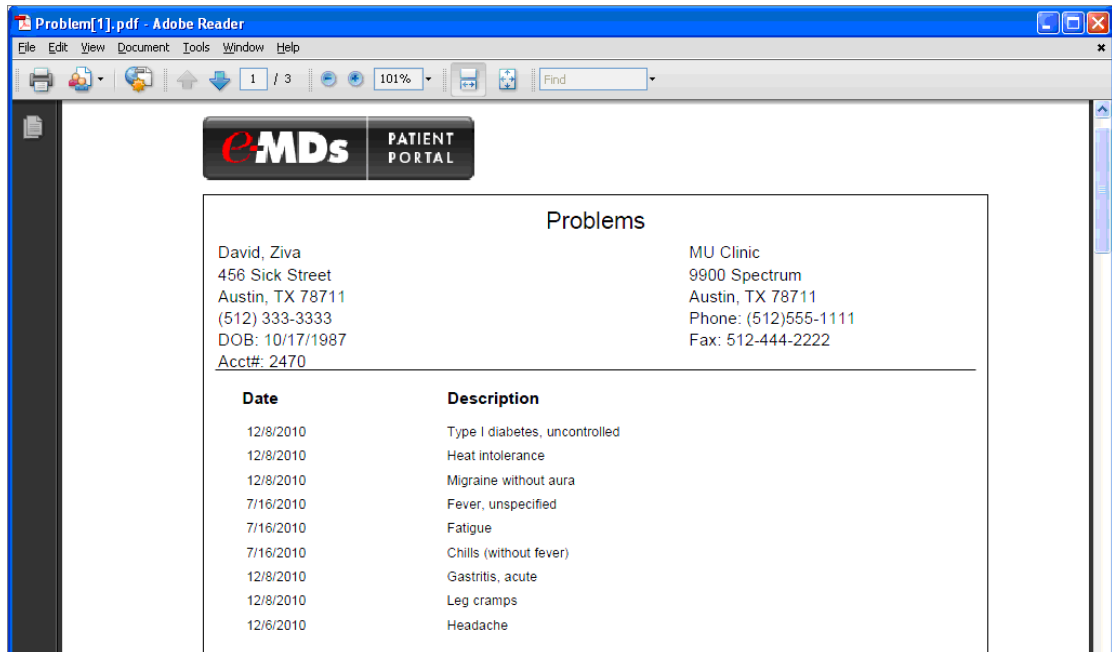 Problem[1].pdf - Adobe Reader
File Edit View Document Tools Window Help
1 / 3 101% Find
e-MDs PATIENT PORTAL
Problems
David, Ziva MU Clinic
456 Sick Street 9900 Spectrum
Austin, TX 78711 Austin, TX 78711
(512) 333-3333 Phone: (512)555-1111
DOB: 10/17/1987 Fax: 512-444-2222
Acct#: 2470
Date Description
12/8/2010 Type I diabetes, uncontrolled
12/8/2010 Heat intolerance
12/8/2010 Migraine without aura
7/16/2010 Fever, unspecified
7/16/2010 Fatigue
7/16/2010 Chills (without fever)
12/8/2010 Gastritis, acute
12/8/2010 Leg cramps
12/6/2010 Headache